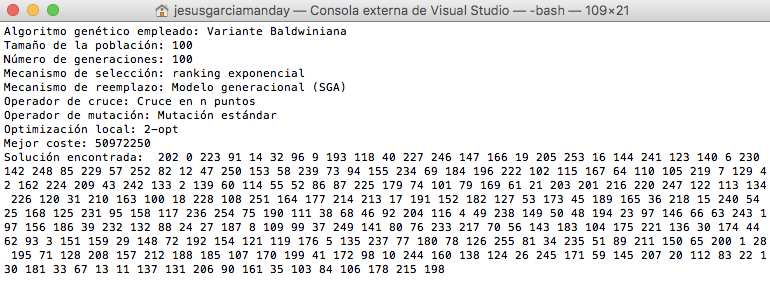 jesusgarciamanday — Consola externa de Visual Studio — -bash — 109×21
Algoritmo genético empleado: Variante Baldwiniana
Tamaño de la población: 100
Número de generaciones: 100
Mecanismo de selección: ranking exponencial
Mecanismo de reemplazo: Modelo generacional (SGA)
Operador de cruce: Cruce en n puntos
Operador de mutación: Mutación estándar
Optimización local: 2-opt
Mejor coste: 50972250
Solución encontrada:  202 0 223 91 14 32 96 9 193 118 40 227 246 147 166 19 205 253 16 144 241 123 140 6 230
142 248 85 229 57 252 82 12 47 250 153 58 239 73 94 155 234 69 184 196 222 102 115 167 64 110 105 219 7 129 4
2 162 224 209 43 242 133 2 139 60 114 55 52 86 87 225 179 74 101 79 169 61 21 203 201 216 220 247 122 113 134
 226 120 31 210 163 100 18 228 108 251 164 177 214 213 17 191 152 182 127 53 173 45 189 165 36 218 15 240 54
25 168 125 231 95 158 117 236 254 75 190 111 38 68 46 92 204 116 4 49 238 149 50 48 194 23 97 146 66 63 243 1
97 156 186 39 232 132 88 24 27 187 8 109 99 37 249 141 80 76 233 217 70 56 143 183 104 175 221 136 30 174 44
62 93 3 151 159 29 148 72 192 154 121 119 176 5 135 237 77 180 78 126 255 81 34 235 51 89 211 150 65 200 1 28
 195 71 128 208 157 212 188 185 107 170 199 41 172 98 10 244 160 138 124 26 245 171 59 145 207 20 112 83 22 1
30 181 33 67 13 11 137 131 206 90 161 35 103 84 106 178 215 198